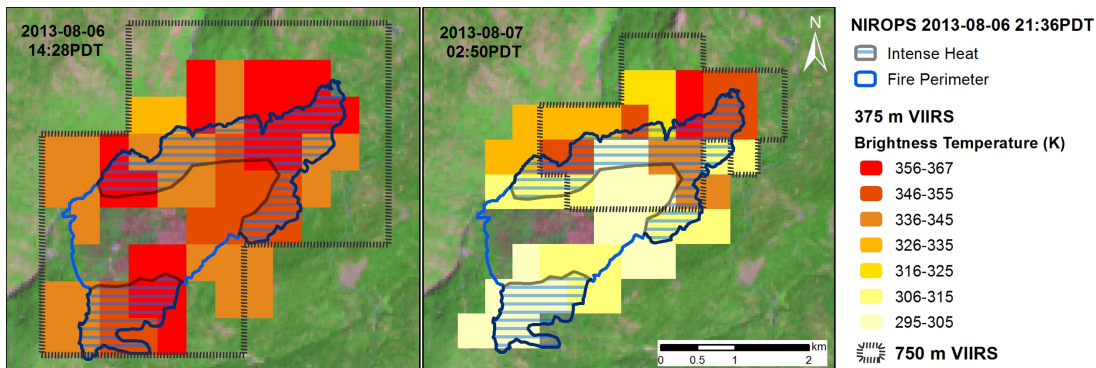 2013-08-06
14:28PDT
2013-08-07
02:50PDT
N
km
0 0.5 1 2
NIROPS 2013-08-06 21:36PDT
Intense Heat
Fire Perimeter
375 m VIIRS
Brightness Temperature (K)
356-367
346-355
336-345
326-335
316-325
306-315
295-305
750 m VIIRS